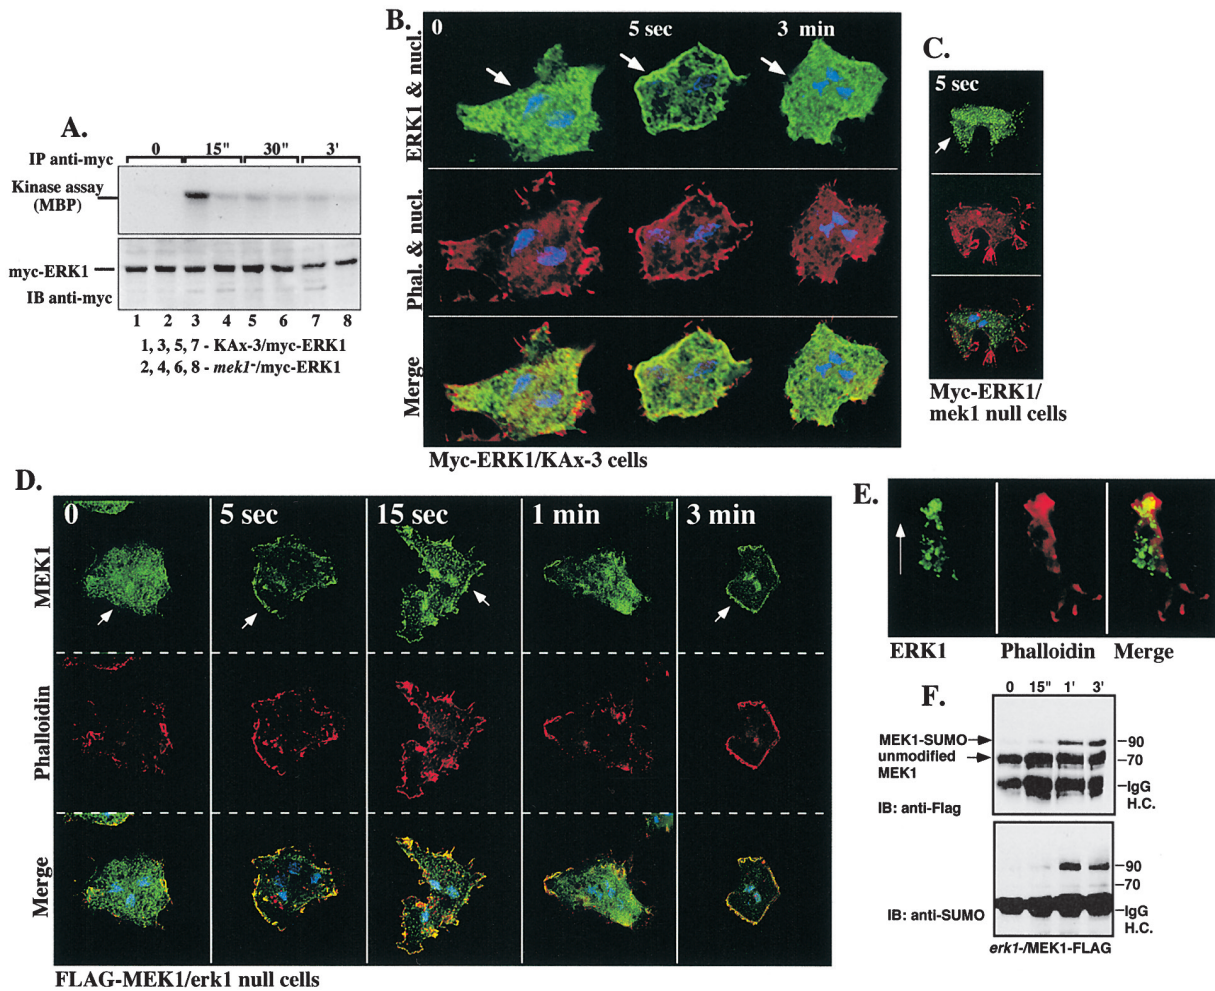 A.
0 15" 30" 3'
IP anti-myc
Kinase assay
(MBP)
myc-ERK1
IB anti-myc
1 2 3 4 5 6 7 8
1, 3, 5, 7 - KAx-3/myc-ERK1
2, 4, 6, 8 - mek1-/myc-ERK1
B.
0 5 sec 3 min
ERK1 & nucl.
Phal. & nucl.
Merge
Myc-ERK1/KAx-3 cells
C.
5 sec
Myc-ERK1/
mek1 null cells
D.
0 5 sec 15 sec 1 min 3 min
MEK1
Phalloidin
Merge
FLAG-MEK1/erk1 null cells
E.
ERK1 Phalloidin Merge
F.
0 15" 1' 3'
MEK1-SUMO
unmodified
MEK1
IB: anti-Flag
90
70
IgG
H.C.
90
70
IB: anti-SUMO
IgG
H.C.
erk1-/MEK1-FLAG